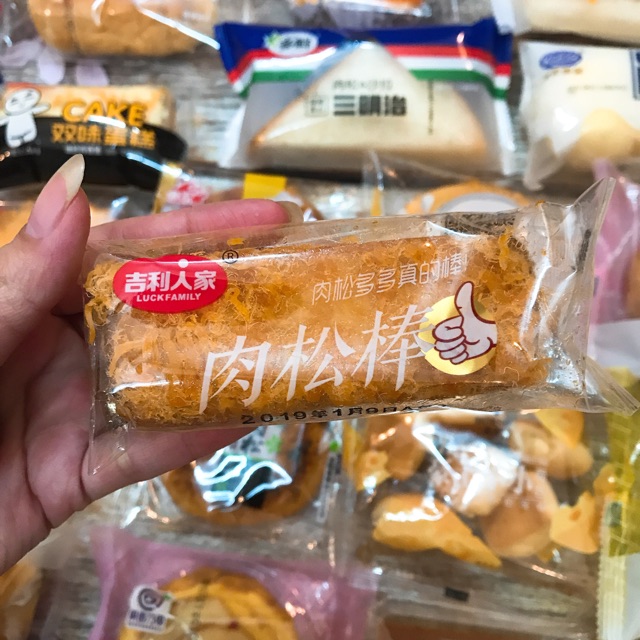 三明治
CAKE
双味蛋糕
吉利人家
®
LUCKFAMILY
肉松多多真的棒
肉松棒
2019年1月9日A